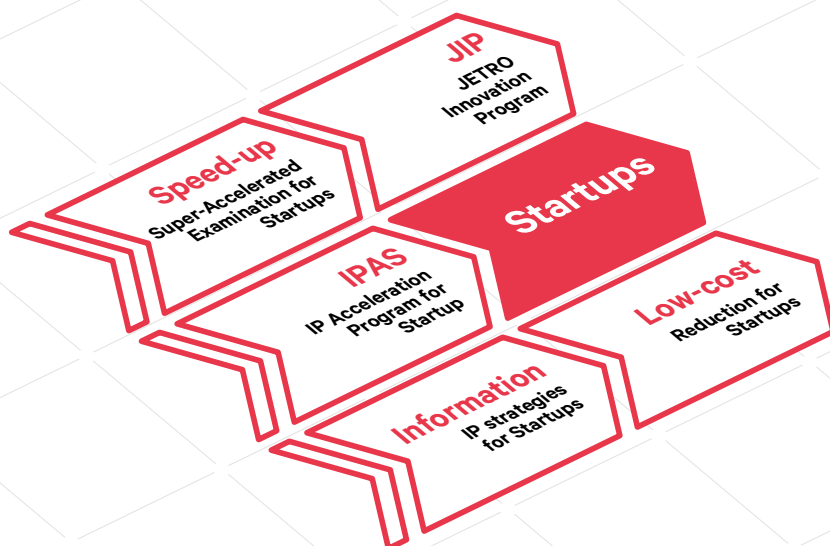 JIP
JETRO
Innovation
Program
Speed-up
Super-Accelerated
Examination for
Startups
Startups
IPAS
IP Acceleration
Program for
Startup
Low-cost
Reduction for
Startups
Information
IP strategies
for Startups